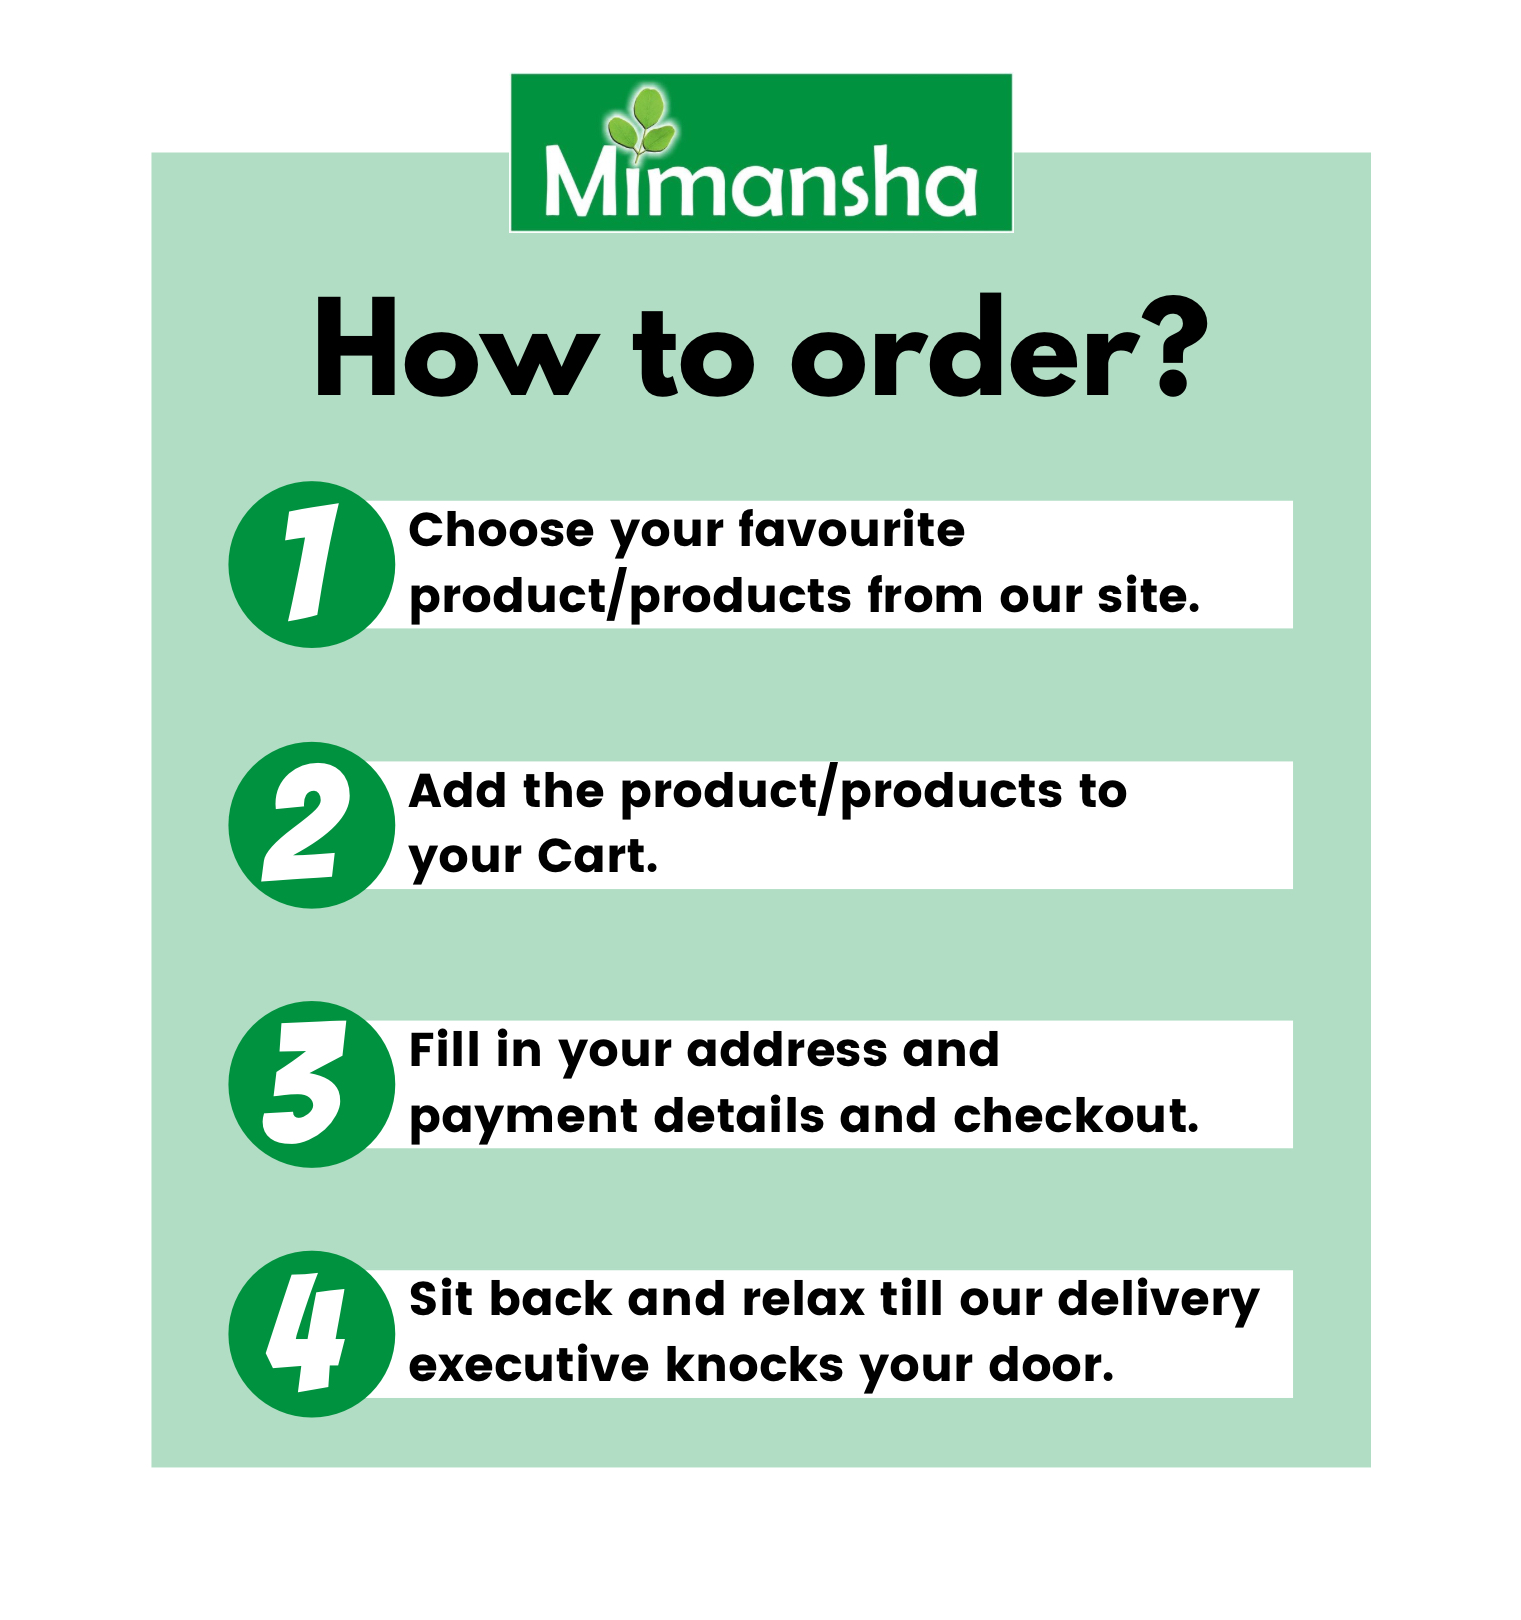 Mimansha
How to order?
1
Choose your favourite
product/products from our site.
2
Add the product/products to
your Cart.
3
Fill in your address and
payment details and checkout.
4
Sit back and relax till our delivery
executive knocks your door.